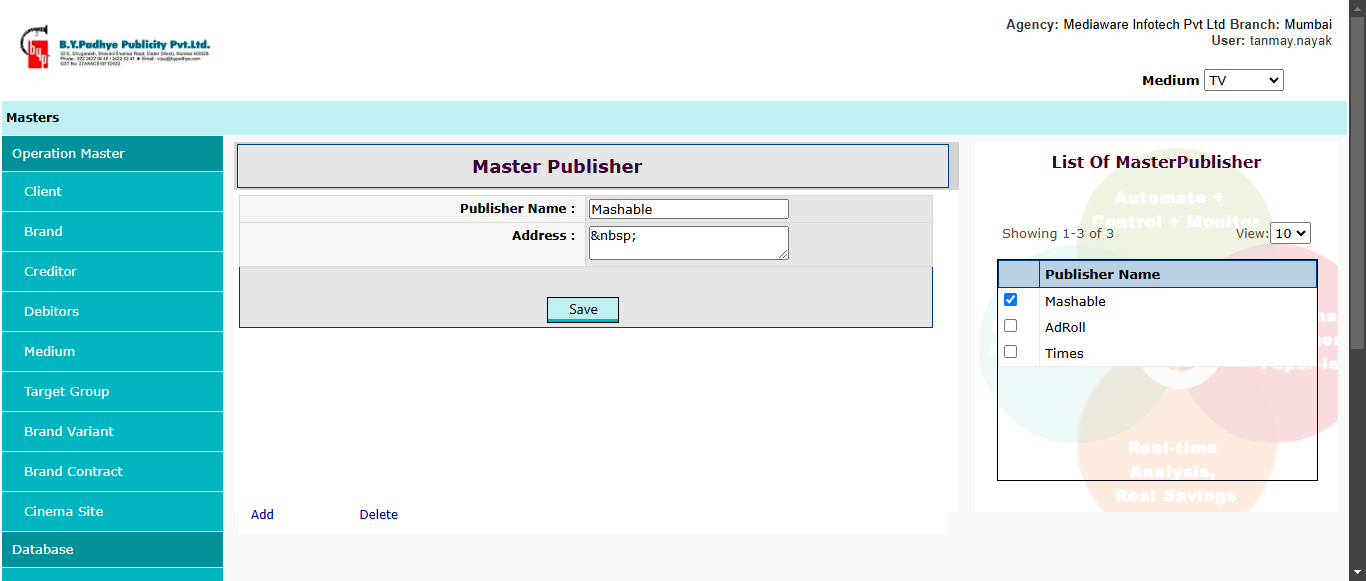 Agency: Mediaware Infotech Pvt Ltd Branch: Mumbai
User: tanmay.nayak
B.Y.Padhye Publicity Pvt.Ltd.
Medium TV
Masters
Operation Master
Client
Brand
Creditor
Debitors
Medium
Target Group
Brand Variant
Brand Contract
Cinema Site
Database
Master Publisher
Publisher Name : Mashable
Address : &nbsp;
Save
Add Delete
List Of MasterPublisher
Automate +
Control + Monitor
Showing 1-3 of 3 View: 10
Publisher Name
Mashable
AdRoll
Times
Real-time
Analysis,
Real Savings